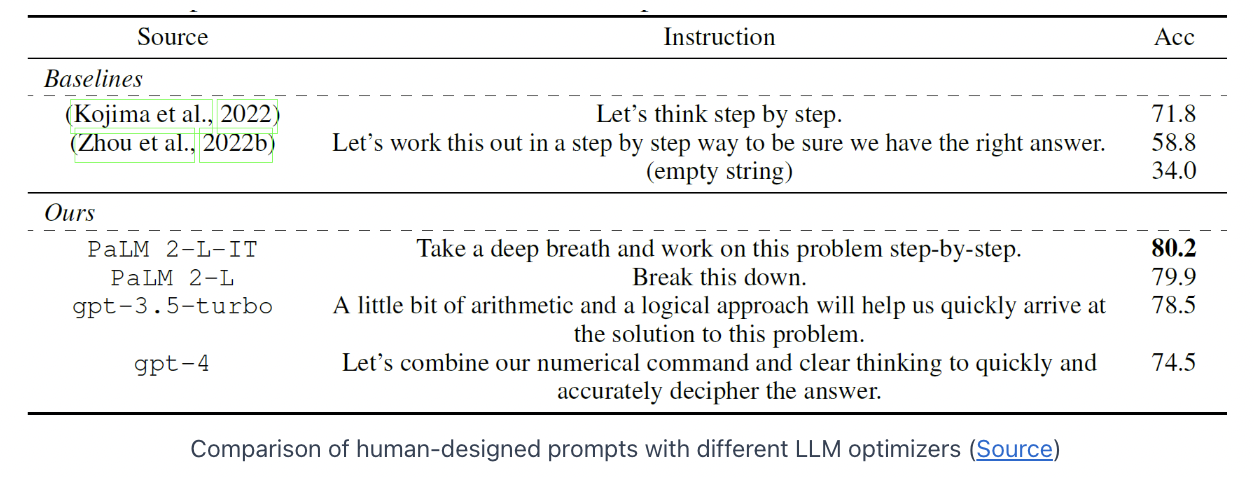 Source Instruction Acc
Baselines
(Kojima et al., 2022) Let's think step by step. 71.8
(Zhou et al., 2022b) Let's work this out in a step by step way to be sure we have the right answer. 58.8
(empty string) 34.0
Ours
PaLM 2-L-IT Take a deep breath and work on this problem step-by-step. 80.2
PaLM 2-L Break this down. 79.9
gpt-3.5-turbo A little bit of arithmetic and a logical approach will help us quickly arrive at 78.5
the solution to this problem.
gpt-4 Let's combine our numerical command and clear thinking to quickly and 74.5
accurately decipher the answer.
Comparison of human-designed prompts with different LLM optimizers (Source)